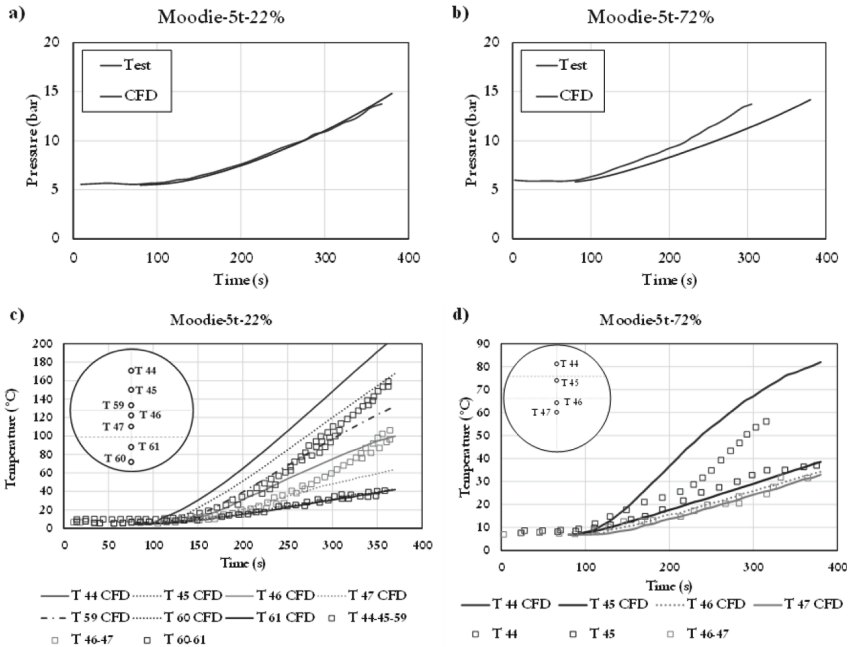 a) Moodie-5t-22%
20
15
10
5
0
Pressure (bar)
Test
CFD
0 100 200 300 400
Time (s)
b) Moodie-5t-72%
20
15
10
5
0
Pressure (bar)
Test
CFD
0 100 200 300 400
Time (s)
c) Moodie-5t-22%
200
180
160
140
120
100
80
60
40
20
0
Temperature (°C)
T 44
T 45
T 59
T 46
T 47
T 61
T 60
0 50 100 150 200 250 300 350 400
Time (s)
T 44 CFD T 45 CFD T 46 CFD T 47 CFD
T 59 CFD T 60 CFD T 61 CFD T 44-45-59
T 46-47 T 60-61
d) Moodie-5t-72%
90
80
70
60
50
40
30
20
10
0
Temperature (°C)
T 44
T 45
T 46
T 47
0 100 200 300 400
Time (s)
T 44 CFD T 45 CFD T 46 CFD T 47 CFD
T 44 T 45 T 46-47